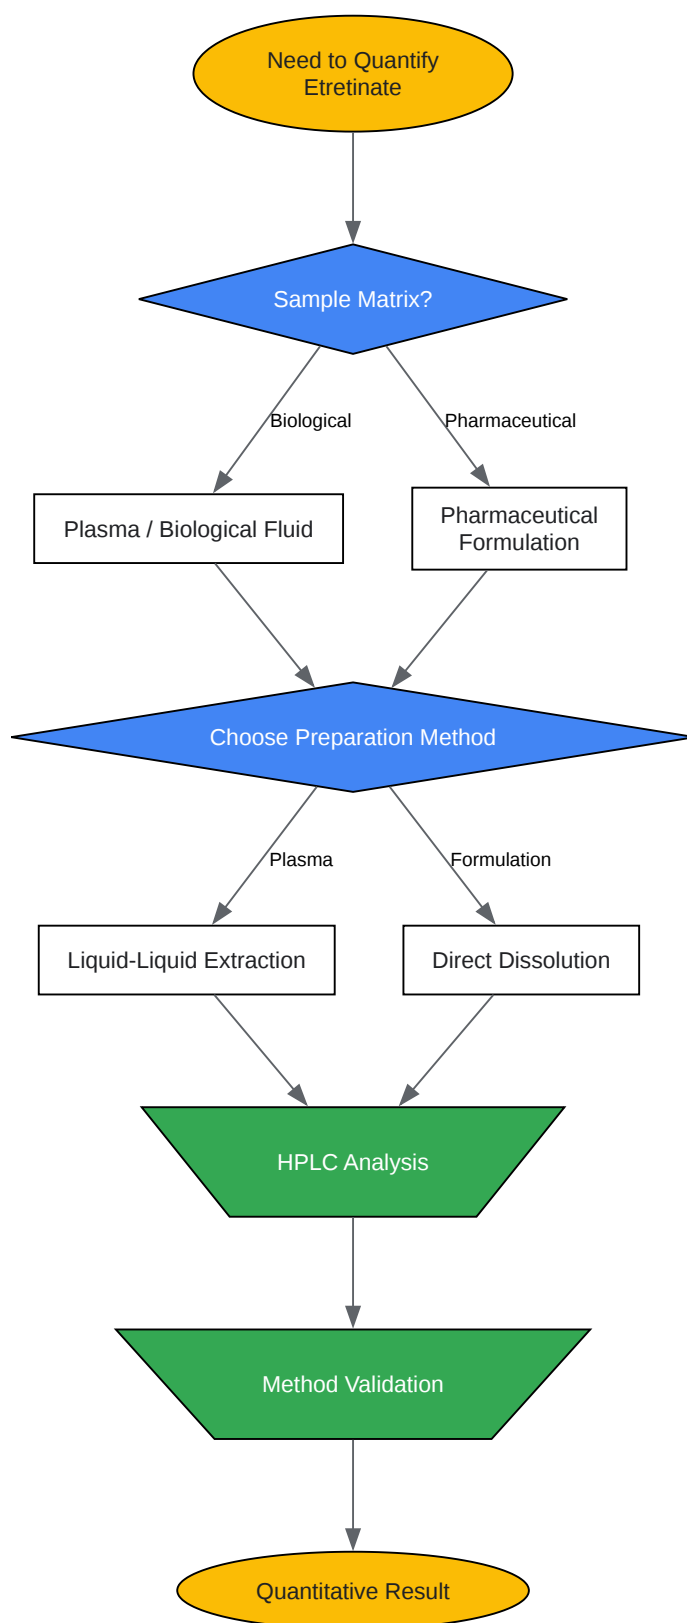 Need to Quantify
Etretinate
Sample Matrix?
Biological
Pharmaceutical
Plasma / Biological Fluid
Pharmaceutical
Formulation
Choose Preparation Method
Plasma
Formulation
Liquid-Liquid Extraction
Direct Dissolution
HPLC Analysis
Method Validation
Quantitative Result